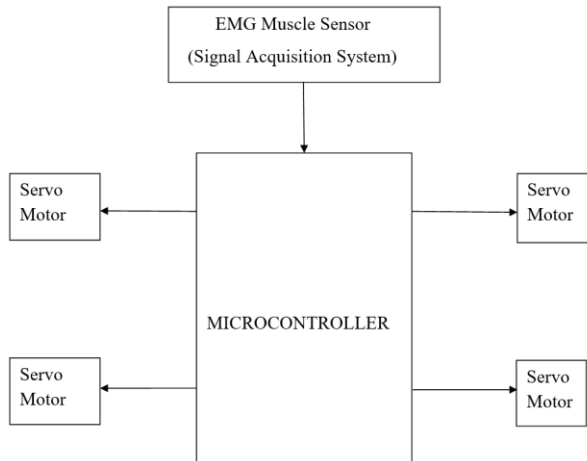 EMG Muscle Sensor
(Signal Acquisition System)
Servo
Motor
Servo
Motor
MICROCONTROLLER
Servo
Motor
Servo
Motor